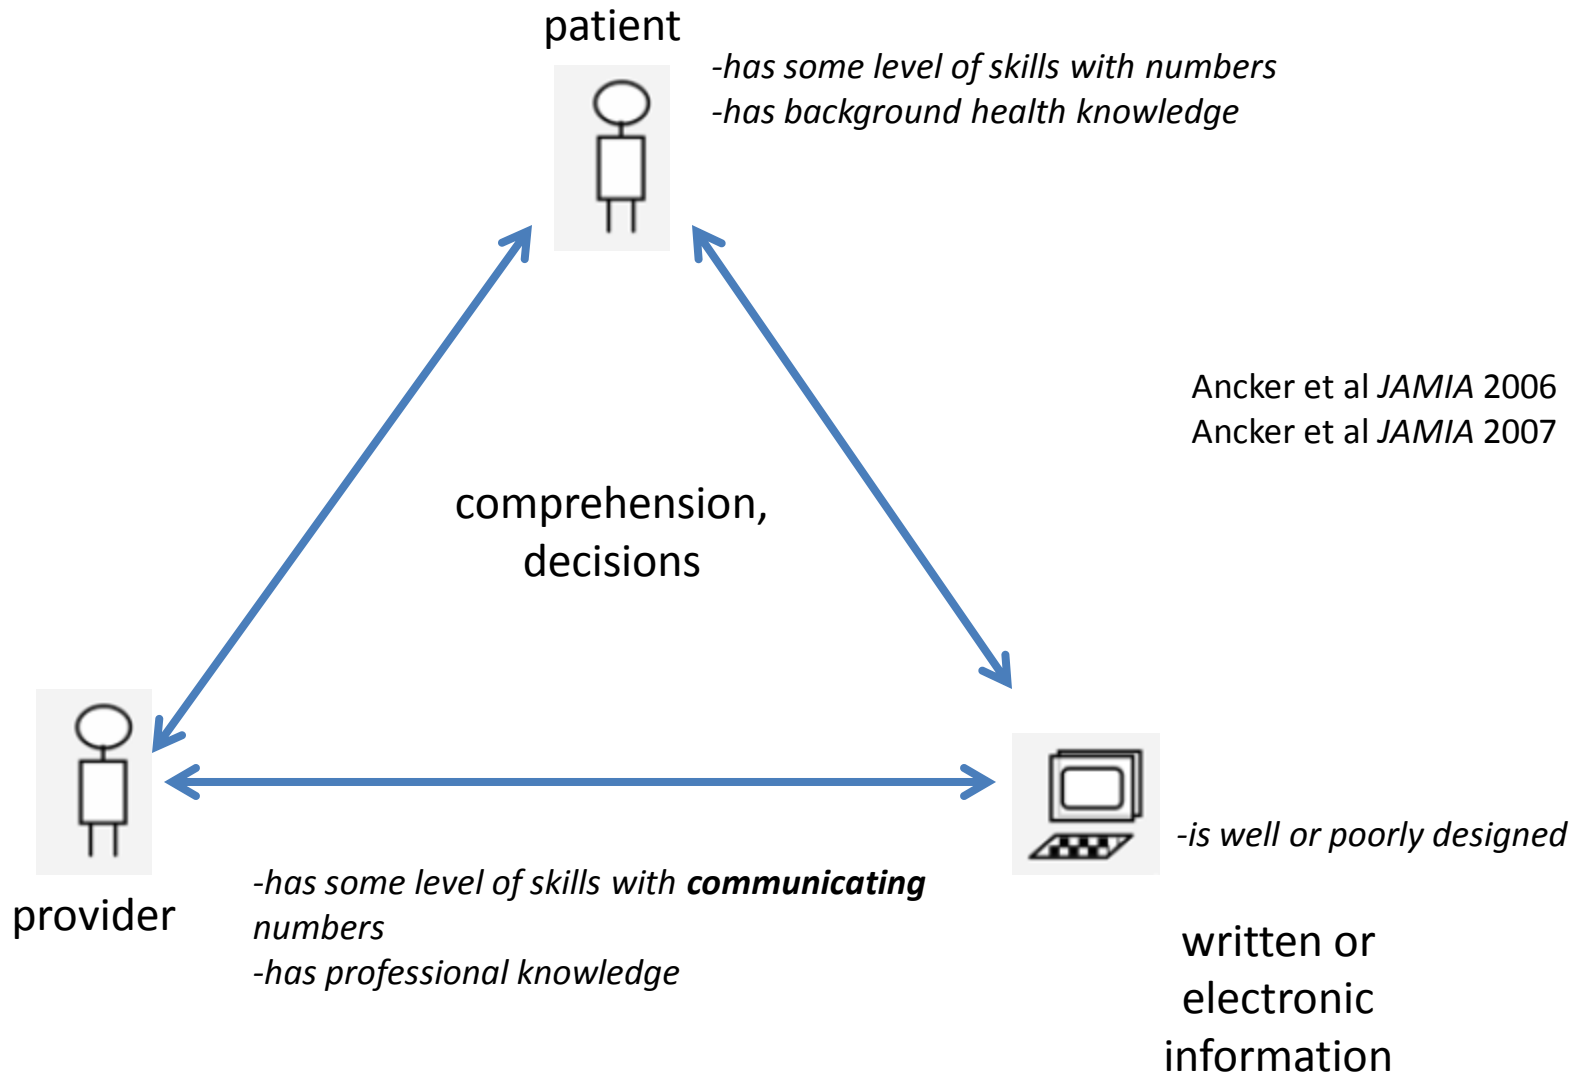 patient
-has some level of skills with numbers
-has background health knowledge
Ancker et al JAMIA 2006
Ancker et al JAMIA 2007
comprehension,
decisions
-is well or poorly designed
provider
-has some level of skills with communicating
numbers
-has professional knowledge
written or
electronic
information